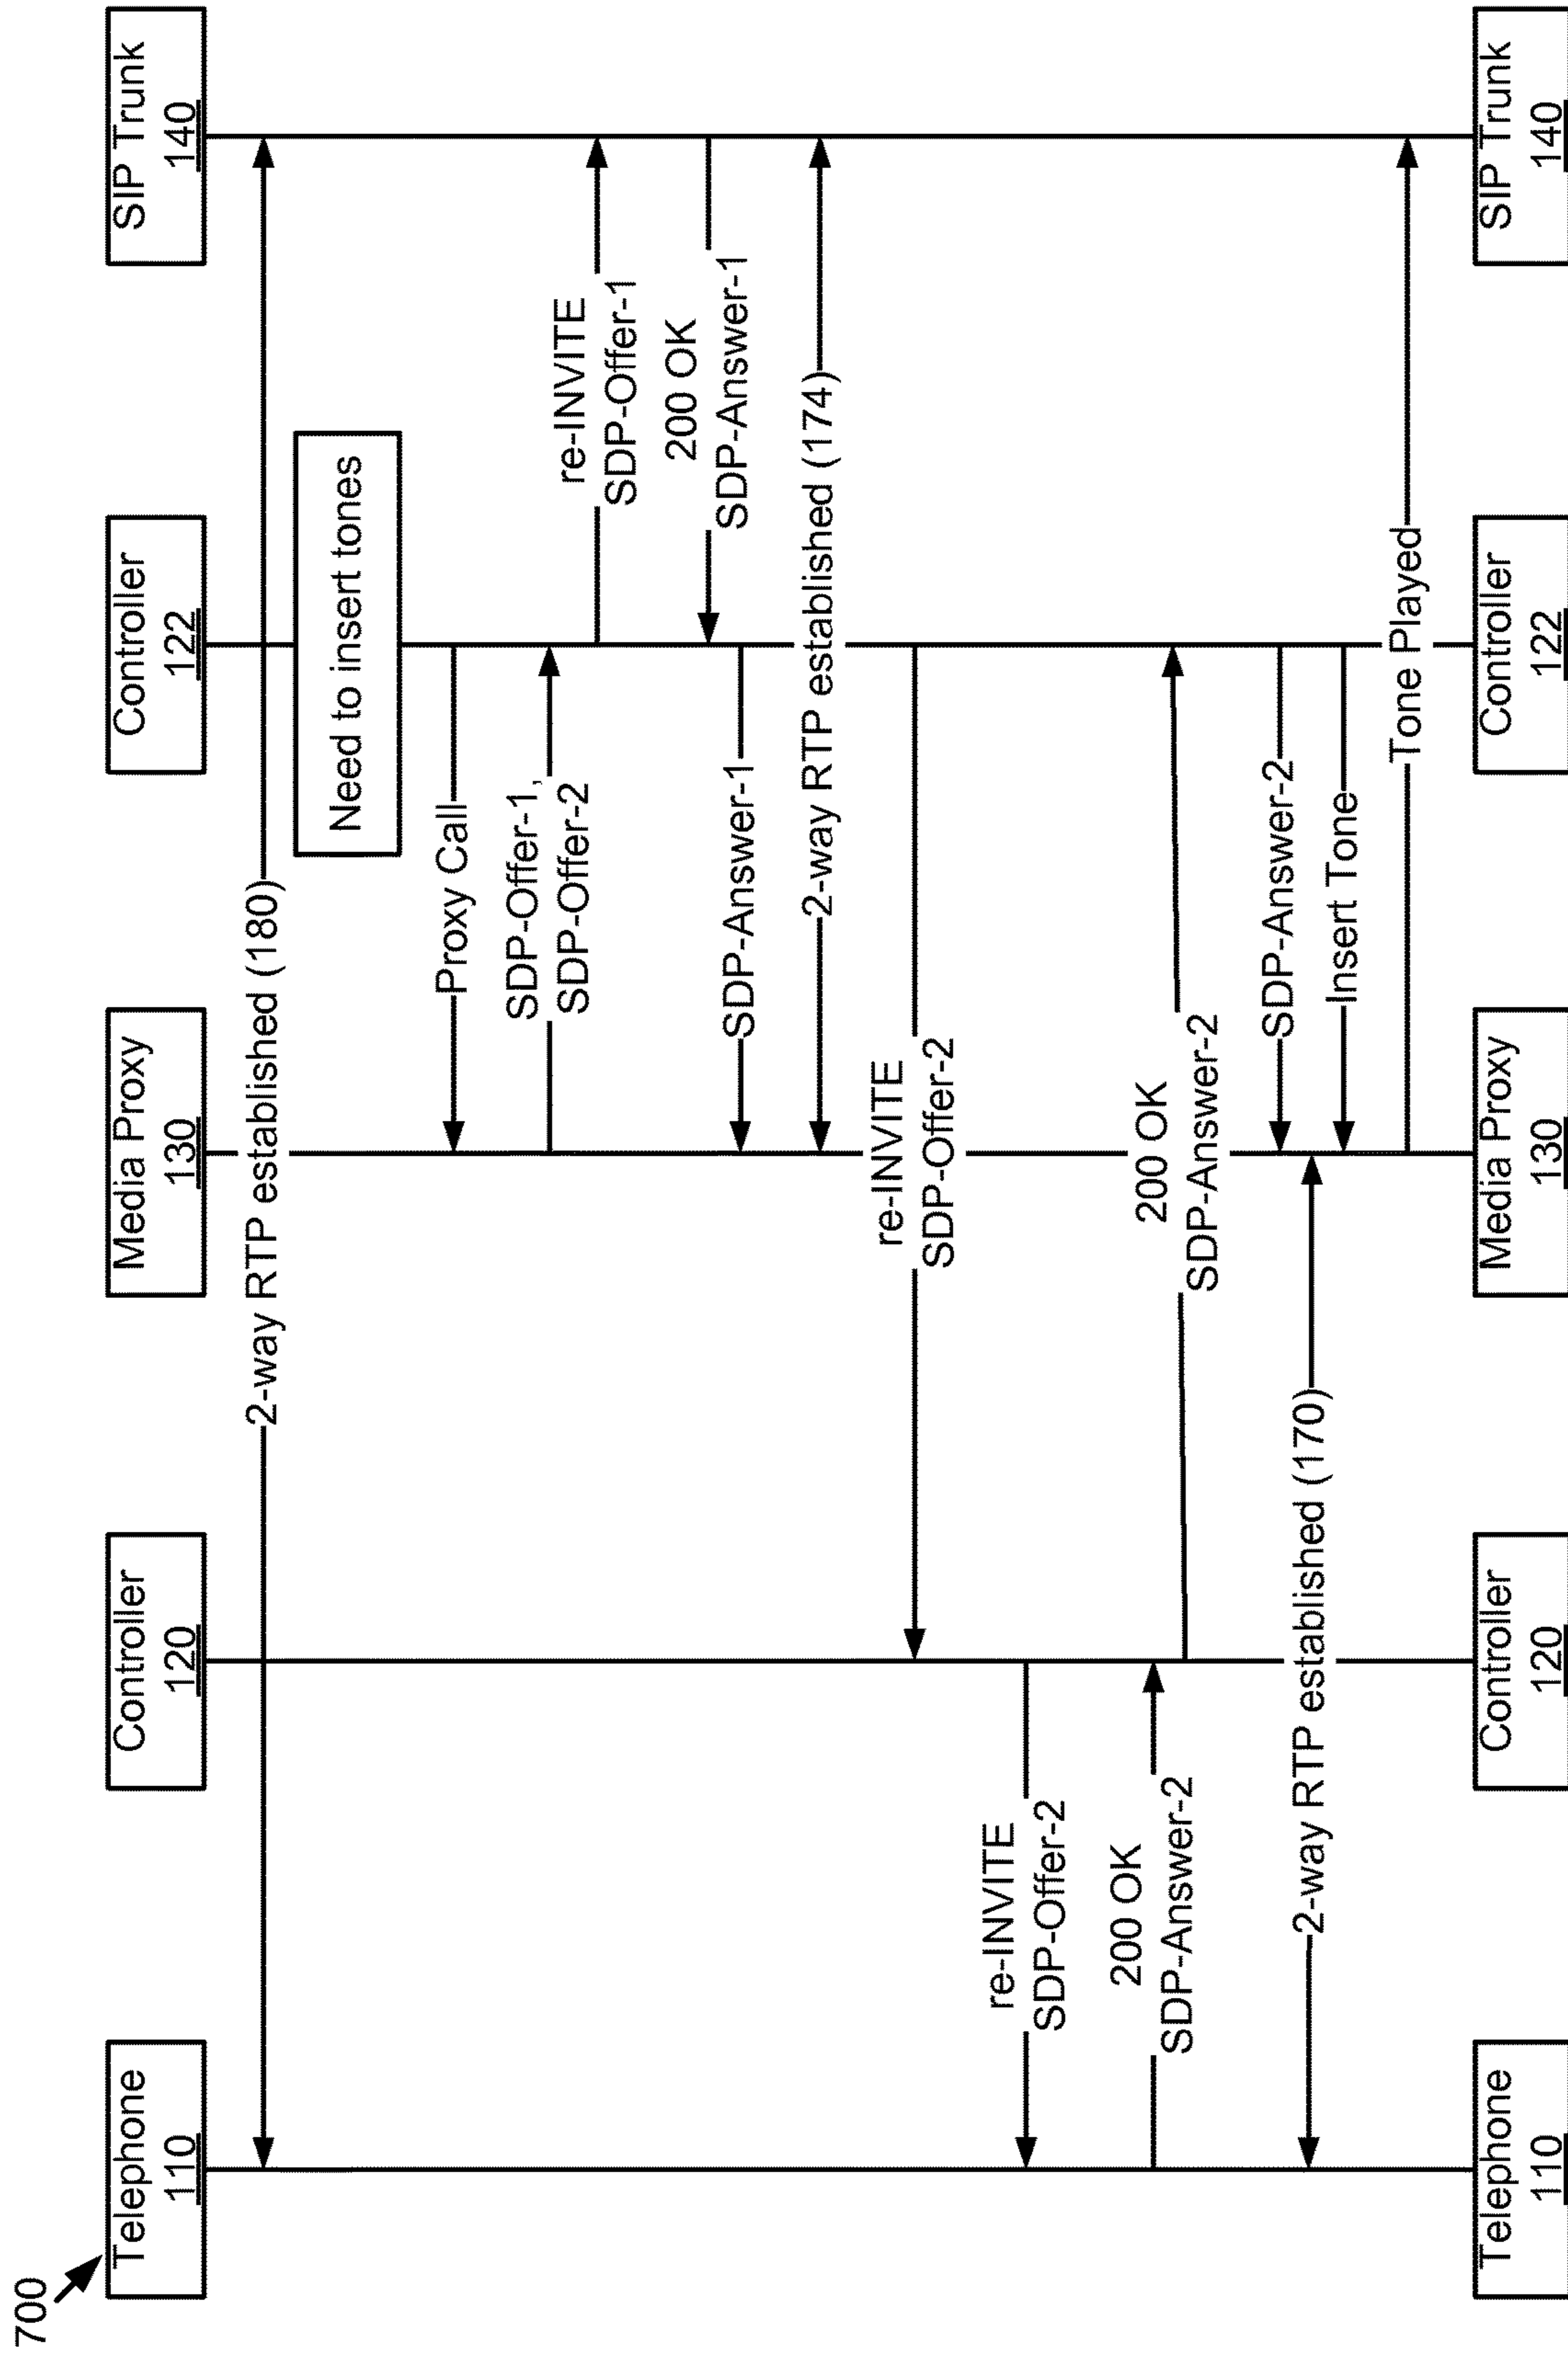 700
Telephone
110
Controller
120
Media Proxy
130
Controller
122
SIP Trunk
140
2-way RTP established (180)
Need to insert tones
Proxy Call
SDP-Offer-1,
SDP-Offer-2
re-INVITE
SDP-Offer-1
200 OK
SDP-Answer-1
SDP-Answer-1
2-way RTP established (174)
re-INVITE
SDP-Offer-2
re-INVITE
SDP-Offer-2
200 OK
SDP-Answer-2
200 OK
SDP-Answer-2
SDP-Answer-2
2-way RTP established (170)
Insert Tone
Tone Played
Telephone
110
Controller
120
Media Proxy
130
Controller
122
SIP Trunk
140